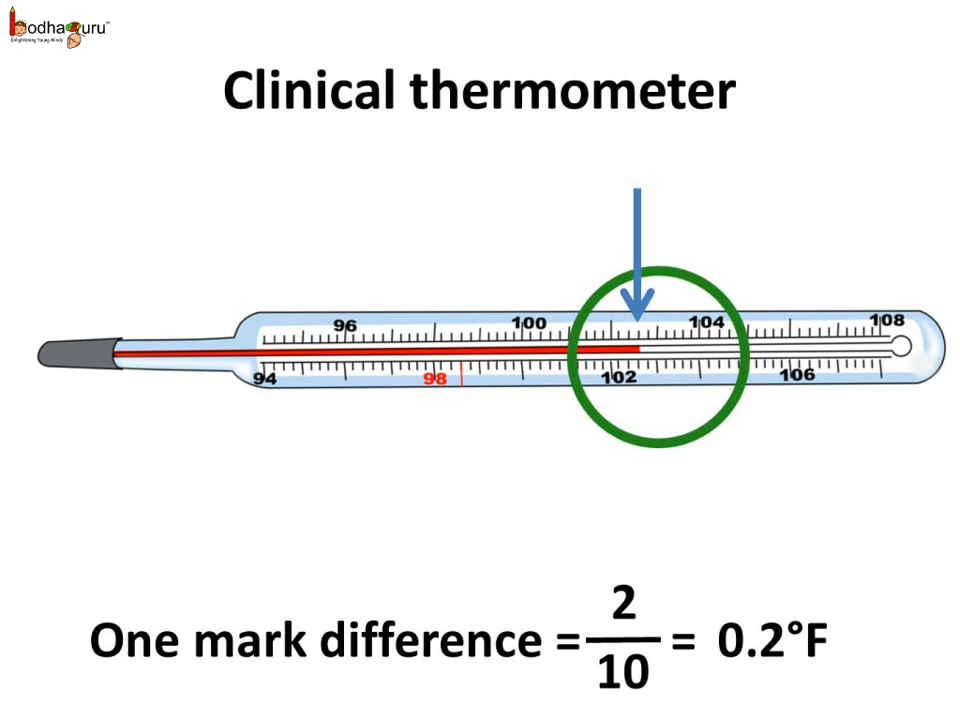 BodhaGuru™
Enlightening Young Minds
Clinical thermometer
96 100 104 108
94 98 102 106
One mark difference = 2/10 = 0.2°F